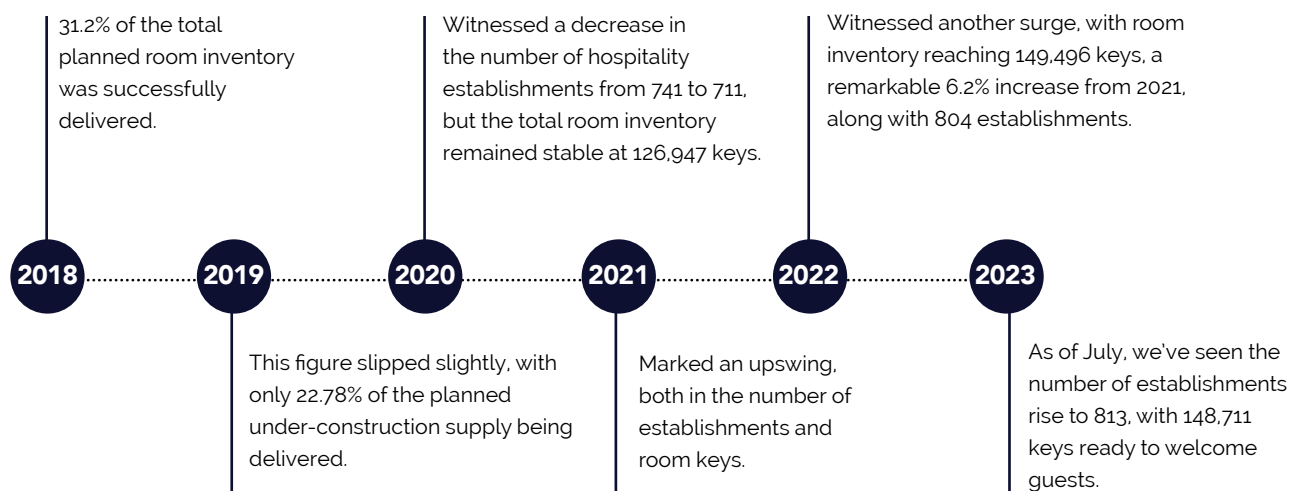 31.2% of the total
planned room inventory
was successfully
delivered.
Witnessed a decrease in
the number of hospitality
establishments from 741 to 711,
but the total room inventory
remained stable at 126,947 keys.
Witnessed another surge, with room
inventory reaching 149,496 keys, a
remarkable 6.2% increase from 2021,
along with 804 establishments.
2018
2019
2020
2021
2022
2023
This figure slipped slightly, with
only 22.78% of the planned
under-construction supply being
delivered.
Marked an upswing,
both in the number of
establishments and
room keys.
As of July, we've seen the
number of establishments
rise to 813, with 148,711
keys ready to welcome
guests.